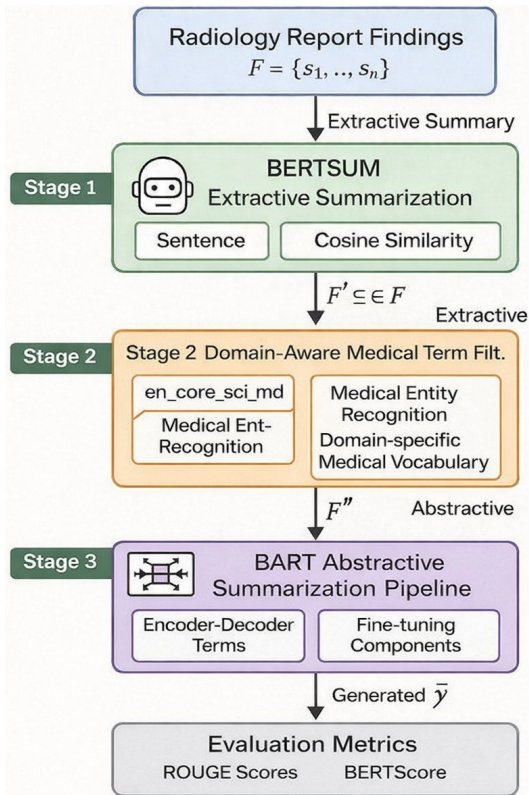 Radiology Report Findings
F = {s₁, .., sₙ}
Extractive Summary
Stage 1
BERTSUM
Extractive Summarization
Sentence
Cosine Similarity
F' ⊆ ∈ F
Extractive
Stage 2
Stage 2 Domain-Aware Medical Term Filt.
en_core_sci_md
Medical Ent-
Recognition
Medical Entity
Recognition
Domain-specific
Medical Vocabulary
F″
Abstractive
Stage 3
BART Abstractive
Summarization Pipeline
Encoder-Decoder
Terms
Fine-tuning
Components
Generated ȳ
Evaluation Metrics
ROUGE Scores BERTScore